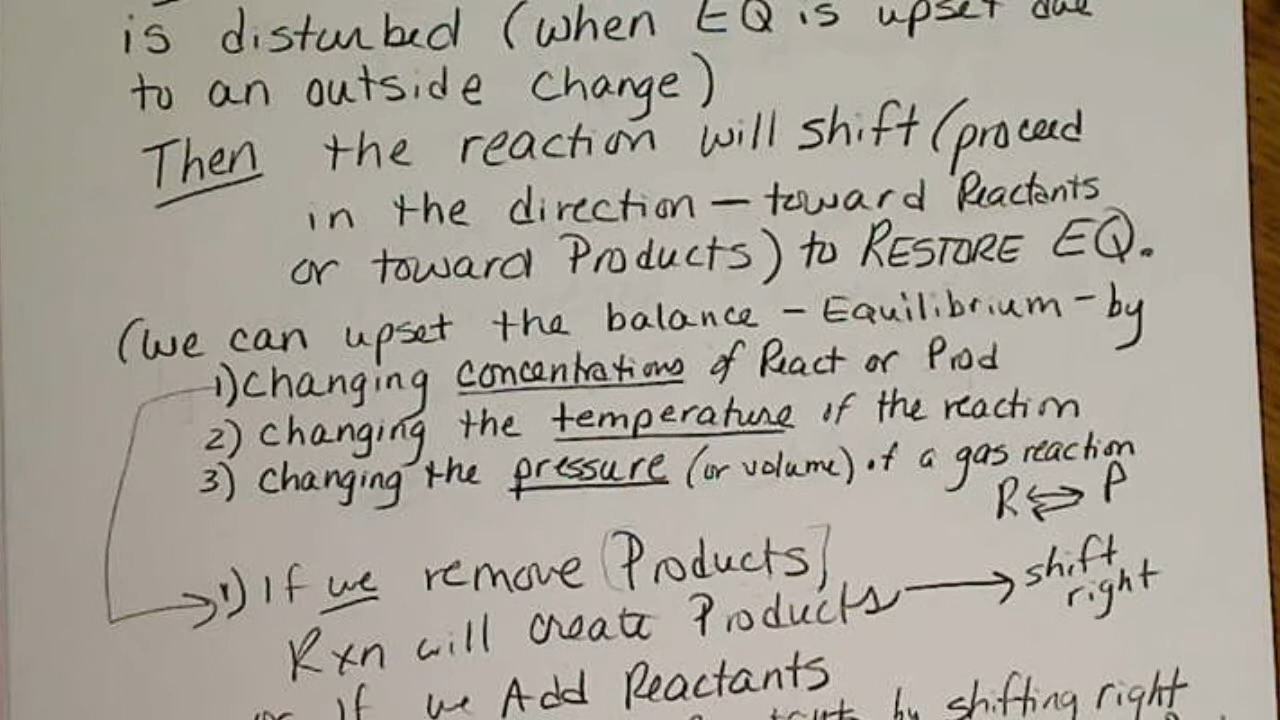 is disturbed (when EQ is upset due
to an outside change)
Then the reaction will shift (proceed
in the direction – toward Reactants
or toward Products) to RESTORE EQ.
(we can upset the balance – Equilibrium – by
1) changing concentrations of React or Prod
2) changing the temperature of the reaction
3) changing the pressure (or volume) of a gas reaction
R ⇔ P
1) If we remove [Products]
Rxn will create Products → shift right
or If we Add Reactants
by shifting right